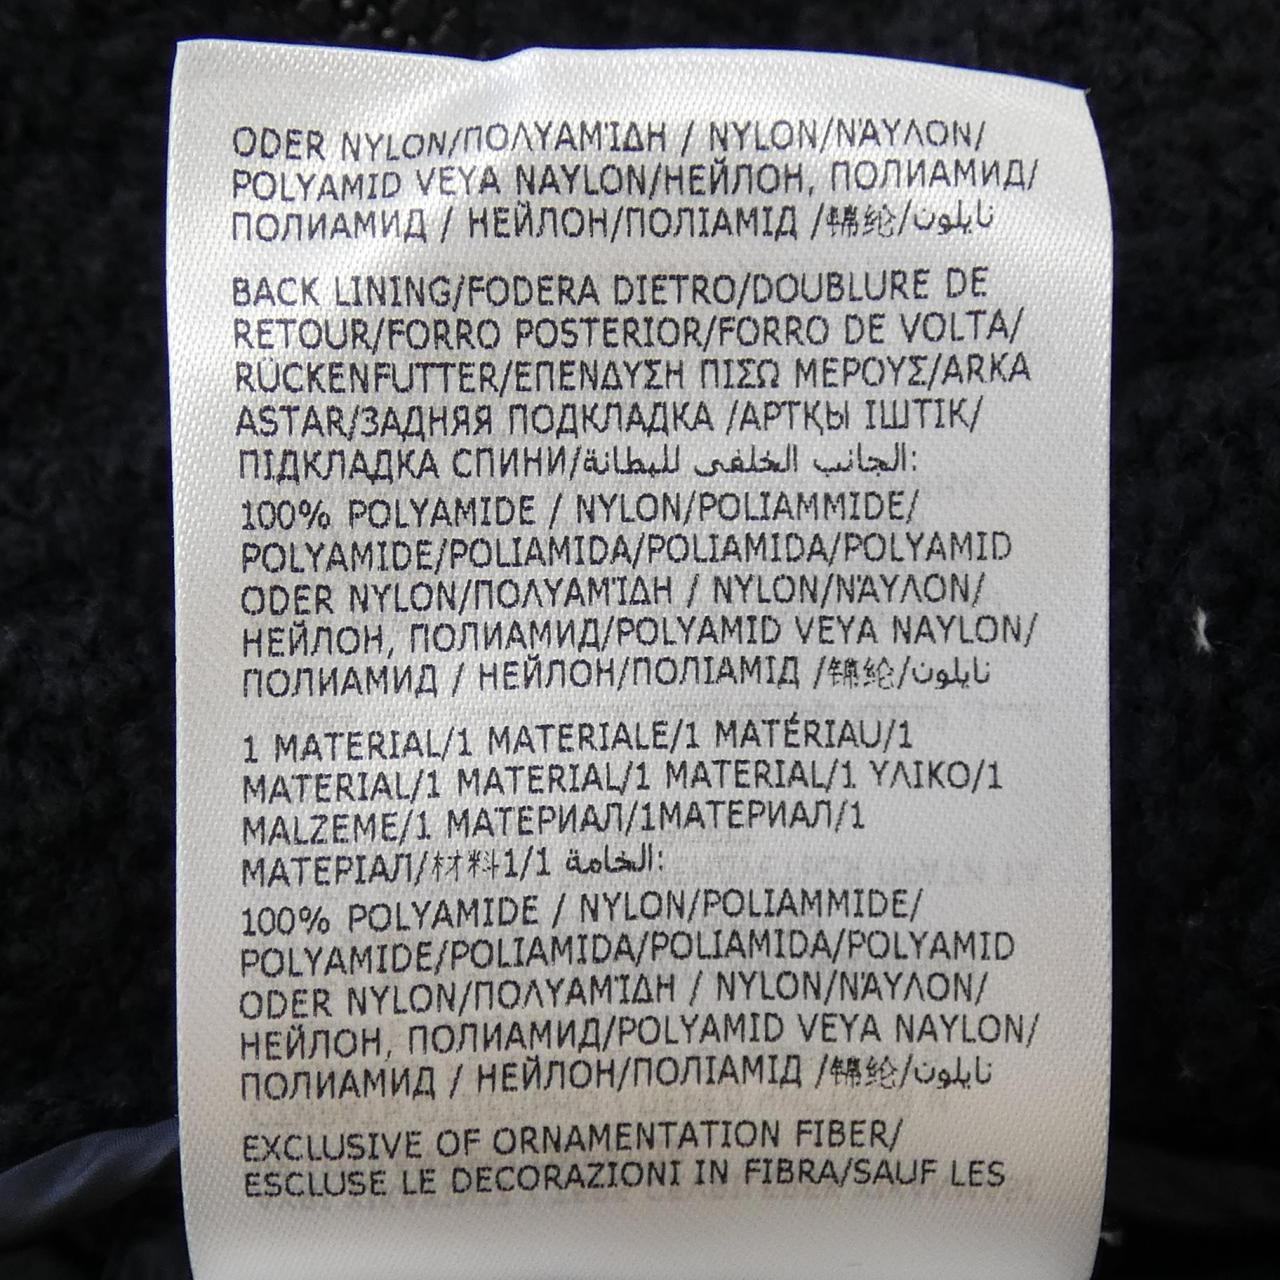 ODER NYLON/ΠΟΛΥΑΜΊΔΗ / NYLON/ΝΆΥΛΟΝ/
POLYAMID VEYA NAYLON/НЕЙЛОН, ПОЛИАМИД/
ПОЛИАМИД / НЕЙЛОН/ПОЛІАМІД /锦纶/نايلون
BACK LINING/FODERA DIETRO/DOUBLURE DE
RETOUR/FORRO POSTERIOR/FORRO DE VOLTA/
RÜCKENFUTTER/ΕΠΕΝΔΥΣΗ ΠΙΣΩ ΜΕΡΟΥΣ/ARKA
ASTAR/ЗАДНЯЯ ПОДКЛАДКА /АРТҚЫ ІШТІК/
ПІДКЛАДКА СПИНИ/الجانب الخلفي للبطانة:
100% POLYAMIDE / NYLON/POLIAMMIDE/
POLYAMIDE/POLIAMIDA/POLIAMIDA/POLYAMID
ODER NYLON/ΠΟΛΥΑΜΊΔΗ / NYLON/ΝΆΥΛΟΝ/
НЕЙЛОН, ПОЛИАМИД/POLYAMID VEYA NAYLON/
ПОЛИАМИД / НЕЙЛОН/ПОЛІАМІД /锦纶/نايلون
1 MATERIAL/1 MATERIALE/1 MATÉRIAU/1
MATERIAL/1 MATERIAL/1 MATERIAL/1 ΥΛΙΚΟ/1
MALZEME/1 МАТЕРИАЛ/1МАТЕРИАЛ/1
МАТЕРІАЛ/材料1/1 الخامة:
100% POLYAMIDE / NYLON/POLIAMMIDE/
POLYAMIDE/POLIAMIDA/POLIAMIDA/POLYAMID
ODER NYLON/ΠΟΛΥΑΜΊΔΗ / NYLON/ΝΆΥΛΟΝ/
НЕЙЛОН, ПОЛИАМИД/POLYAMID VEYA NAYLON/
ПОЛИАМИД / НЕЙЛОН/ПОЛІАМІД /锦纶/نايلون
EXCLUSIVE OF ORNAMENTATION FIBER/
ESCLUSE LE DECORAZIONI IN FIBRA/SAUF LES